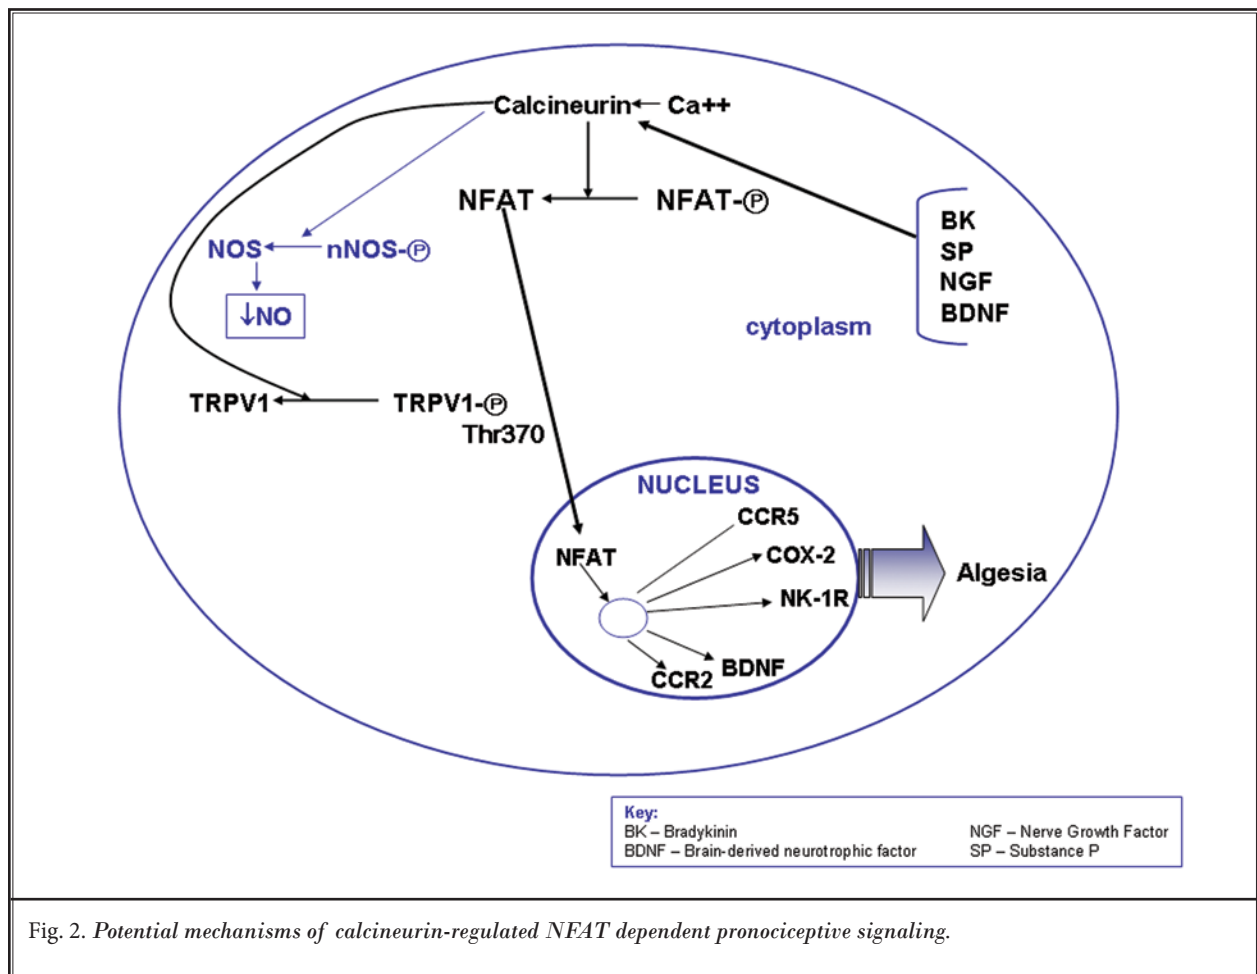 Calcineurin Ca++
NFAT NFAT-Ⓟ
BK
SP
NGF
BDNF
NOS nNOS-Ⓟ
↓NO
cytoplasm
TRPV1 TRPV1-Ⓟ
Thr370
NUCLEUS
CCR5
NFAT COX-2
NK-1R
Algesia
BDNF
CCR2
Key:
BK – Bradykinin NGF – Nerve Growth Factor
BDNF – Brain-derived neurotrophic factor SP – Substance P
Fig. 2. Potential mechanisms of calcineurin-regulated NFAT dependent pronociceptive signaling.